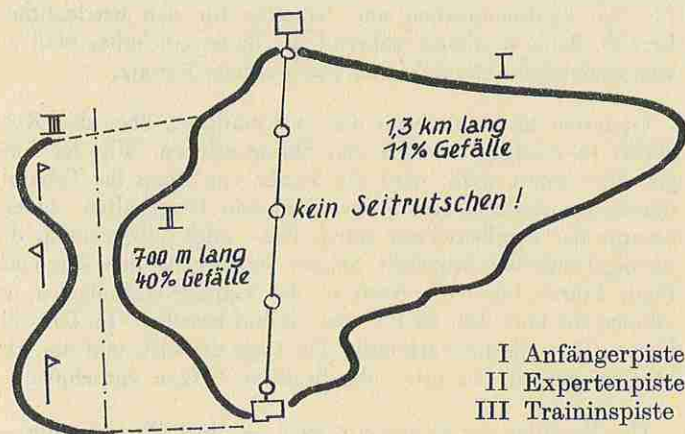 I
III
1,3 km lang
11% Gefälle
II
kein Seitrutschen !
700 m lang
40% Gefälle
I Anfängerpiste
II Expertenpiste
III Traininspiste